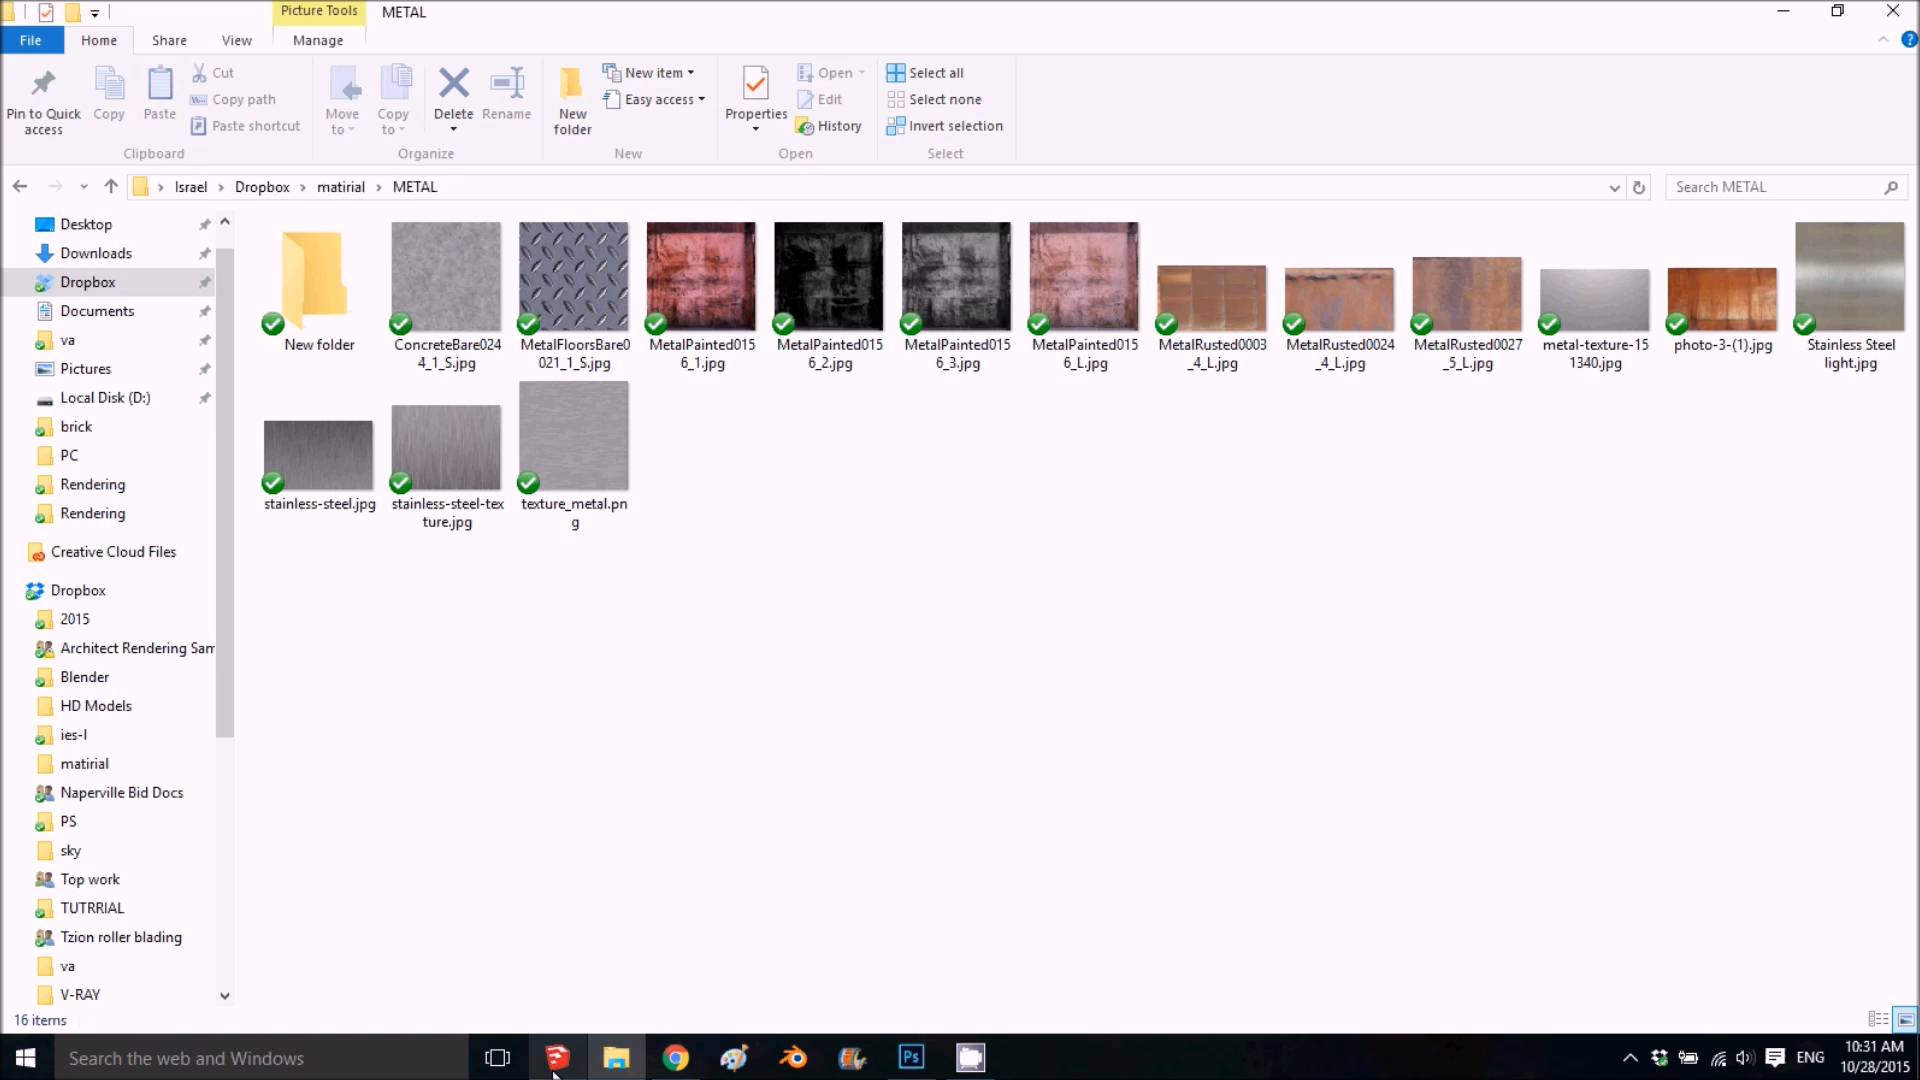 Picture Tools
METAL
File
Home
Share
View
Manage
Pin to Quick
access
Copy
Paste
Cut
Copy path
Paste shortcut
Clipboard
Move
to
Copy
to
Delete
Rename
Organize
New
folder
New item
Easy access
New
Properties
Open
Edit
History
Open
Select all
Select none
Invert selection
Select
Israel
Dropbox
matirial
METAL
Search METAL
Desktop
Downloads
Dropbox
Documents
va
Pictures
Local Disk (D:)
brick
PC
Rendering
Rendering
Creative Cloud Files
Dropbox
2015
Architect Rendering Sam
Blender
HD Models
ies-I
matirial
Naperville Bid Docs
PS
sky
Top work
TUTRRIAL
Tzion roller blading
va
V-RAY
New folder
ConcreteBare024
4_1_S.jpg
MetalFloorsBare0
021_1_S.jpg
MetalPainted015
6_1.jpg
MetalPainted015
6_2.jpg
MetalPainted015
6_3.jpg
MetalPainted015
6_L.jpg
MetalRusted0003
_4_L.jpg
MetalRusted0024
_4_L.jpg
MetalRusted0027
_5_L.jpg
metal-texture-15
1340.jpg
photo-3-(1).jpg
Stainless Steel
light.jpg
stainless-steel.jpg
stainless-steel-tex
ture.jpg
texture_metal.pn
g
16 items
Search the web and Windows
Ps
ENG
10:31 AM
10/28/2015